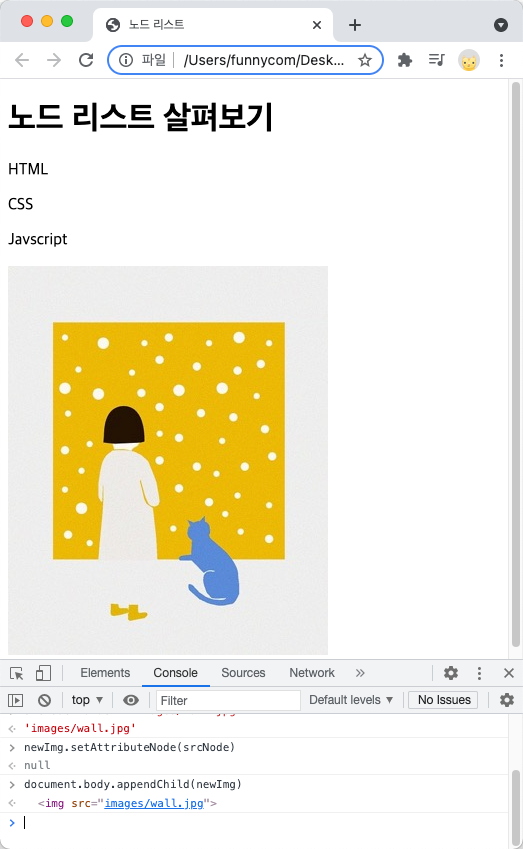 노드 리스트
파일 /Users/funnycom/Desk...
노드 리스트 살펴보기
HTML
CSS
Javscript
Elements Console Sources Network
top Filter Default levels No Issues
'images/wall.jpg'
newImg.setAttributeNode(srcNode)
null
document.body.appendChild(newImg)
<img src="images/wall.jpg">